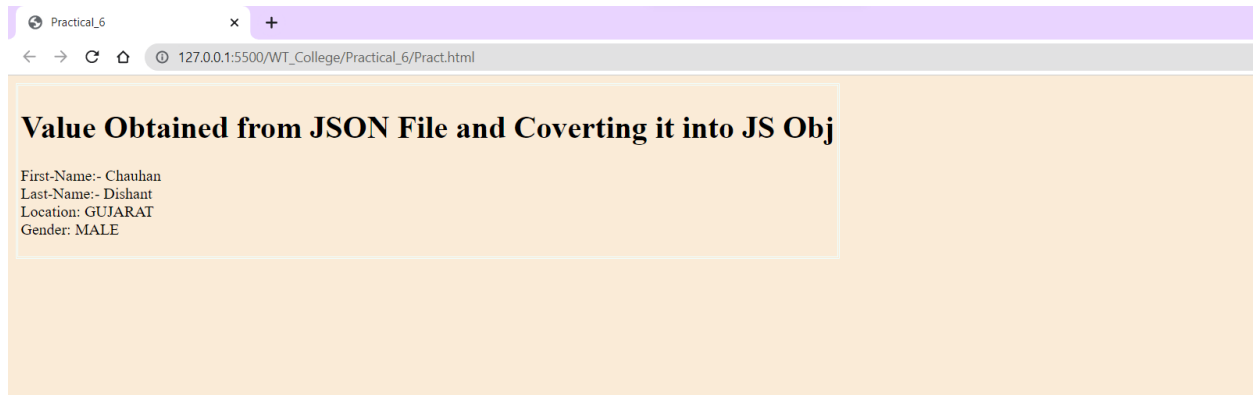 Practical_6
127.0.0.1:5500/WT_College/Practical_6/Pract.html
Value Obtained from JSON File and Coverting it into JS Obj
First-Name:- Chauhan
Last-Name:- Dishant
Location: GUJARAT
Gender: MALE